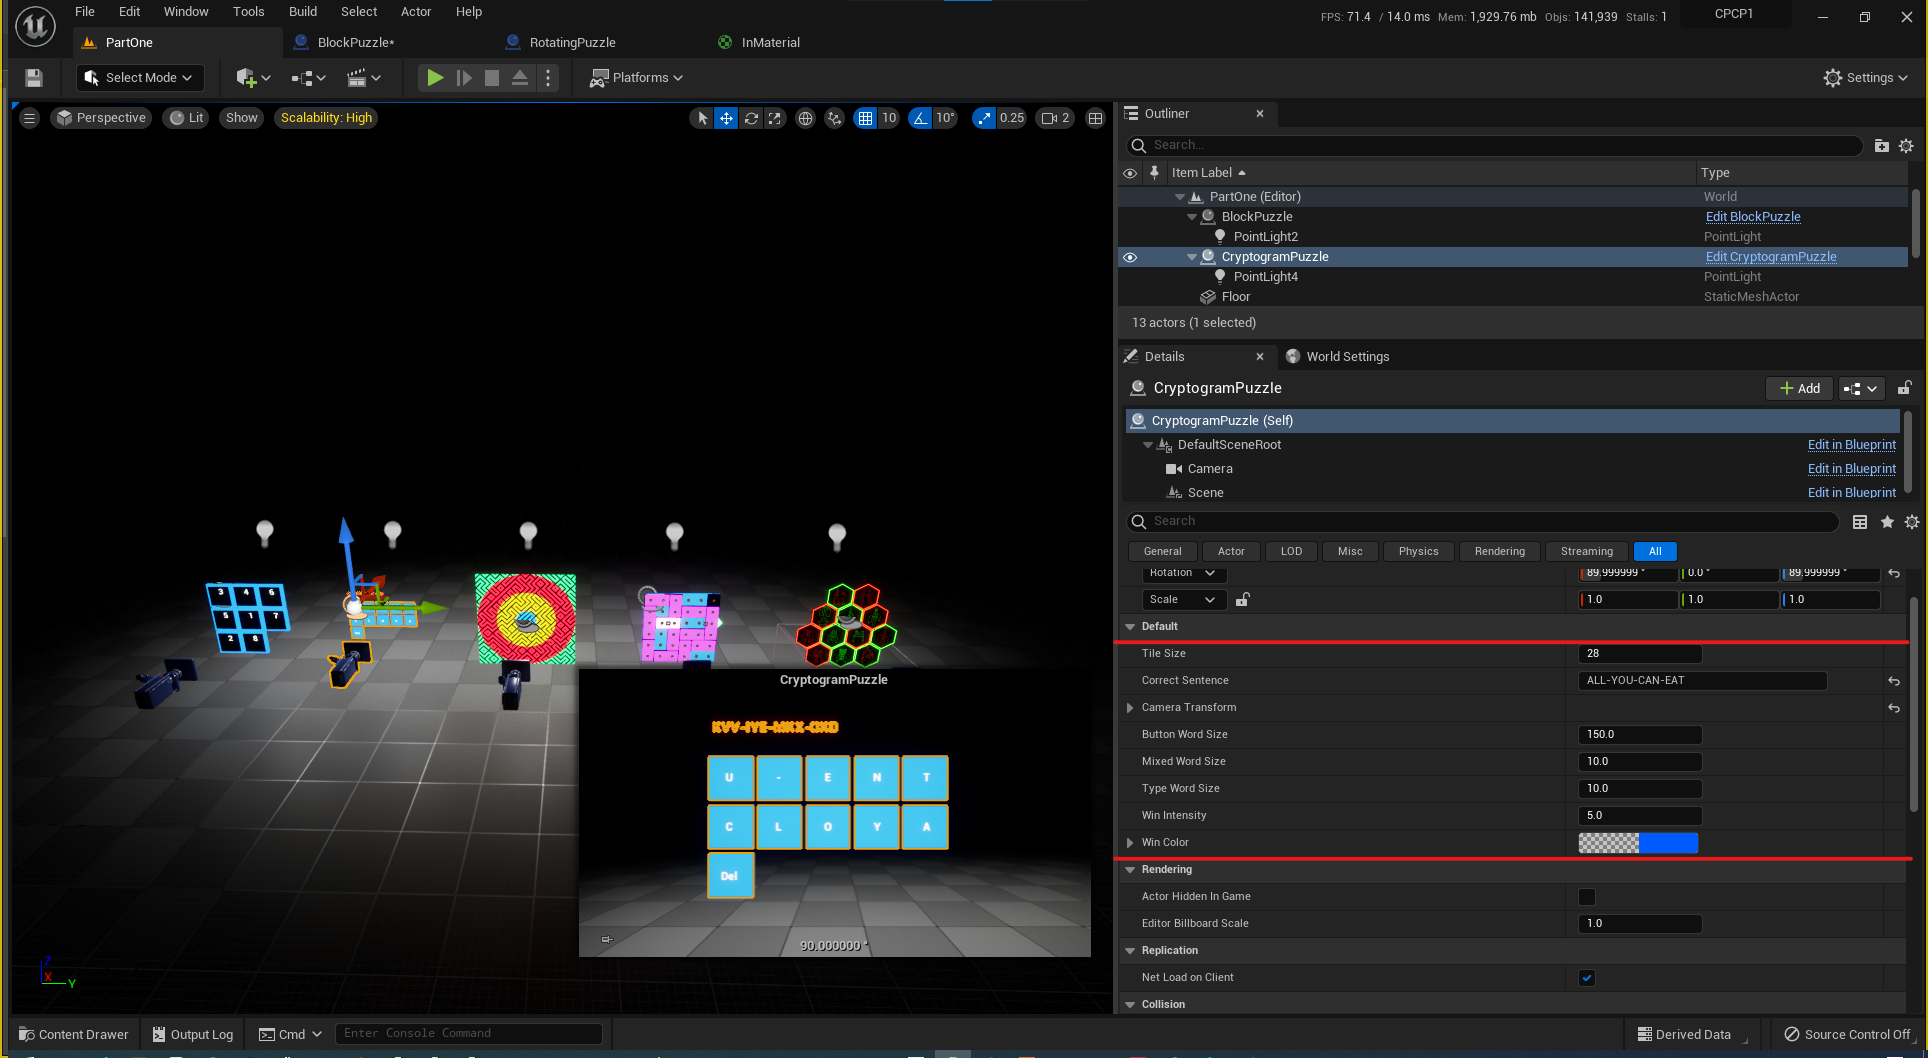 File Edit Window Tools Build Select Actor Help
FPS: 71.4 / 14.0 ms Mem: 1,929.76 mb Objs: 141,939 Stalls: 1 CPCP1
PartOne BlockPuzzle* RotatingPuzzle InMaterial
Select Mode Platforms Settings
Perspective Lit Show Scalability: High 10 10° 0.25 2
Outliner
Search...
Item Label Type
PartOne (Editor) World
BlockPuzzle Edit BlockPuzzle
PointLight2 PointLight
CryptogramPuzzle Edit CryptogramPuzzle
PointLight4 PointLight
Floor StaticMeshActor
13 actors (1 selected)
Details World Settings
CryptogramPuzzle Add
CryptogramPuzzle (Self)
DefaultSceneRoot Edit in Blueprint
Camera Edit in Blueprint
Scene Edit in Blueprint
Search
General Actor LOD Misc Physics Rendering Streaming All
Rotation 89.999999 ° 0.0 ° 89.999999 °
Scale 1.0 1.0 1.0
Default
Tile Size 28
Correct Sentence ALL-YOU-CAN-EAT
Camera Transform
Button Word Size 150.0
Mixed Word Size 10.0
Type Word Size 10.0
Win Intensity 5.0
Win Color
Rendering
Actor Hidden In Game
Editor Billboard Scale 1.0
Replication
Net Load on Client
Collision
3 4 6
5 1 7
2 8
CryptogramPuzzle
KVV-IYE-MKX-OKD
U - E N T
C L O Y A
Del
90.000000 °
Z
X
Y
Content Drawer Output Log Cmd Enter Console Command Derived Data Source Control Off